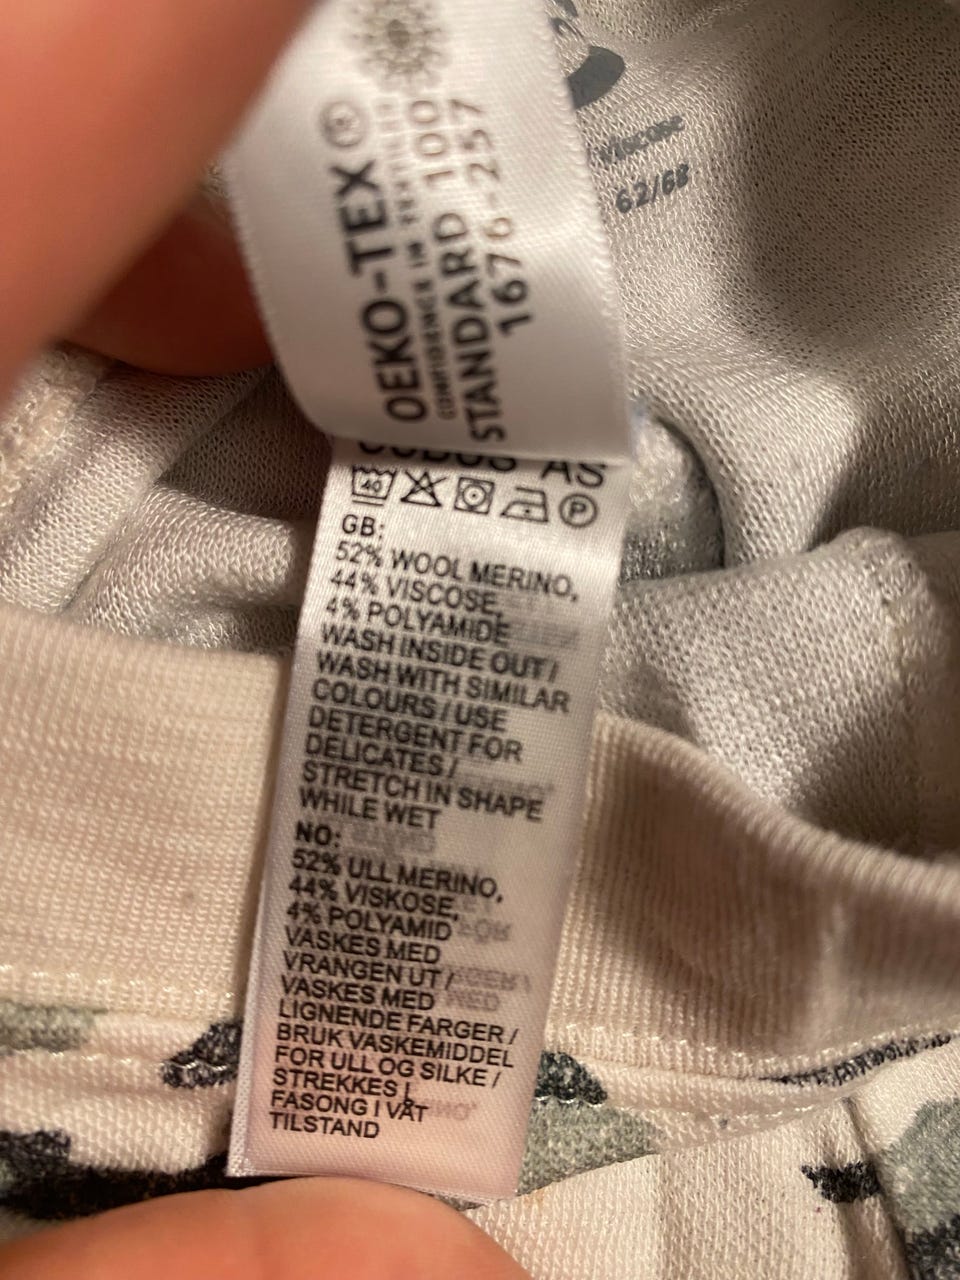 OEKO-TEX®
CONFIDENCE IN TEXTILES
STANDARD 100
1676-257
Viscose
62/68
CUBUS AS
40
P
GB:
52% WOOL MERINO,
44% VISCOSE,
4% POLYAMIDE
WASH INSIDE OUT/
WASH WITH SIMILAR
COLOURS / USE
DETERGENT FOR
DELICATES /
STRETCH IN SHAPE
WHILE WET
NO:
52% ULL MERINO,
44% VISKOSE,
4% POLYAMID
VASKES MED
VRANGEN UT /
VASKES MED
LIGNENDE FARGER /
BRUK VASKEMIDDEL
FOR ULL OG SILKE /
STREKKES I
FASONG I VÅT
TILSTAND